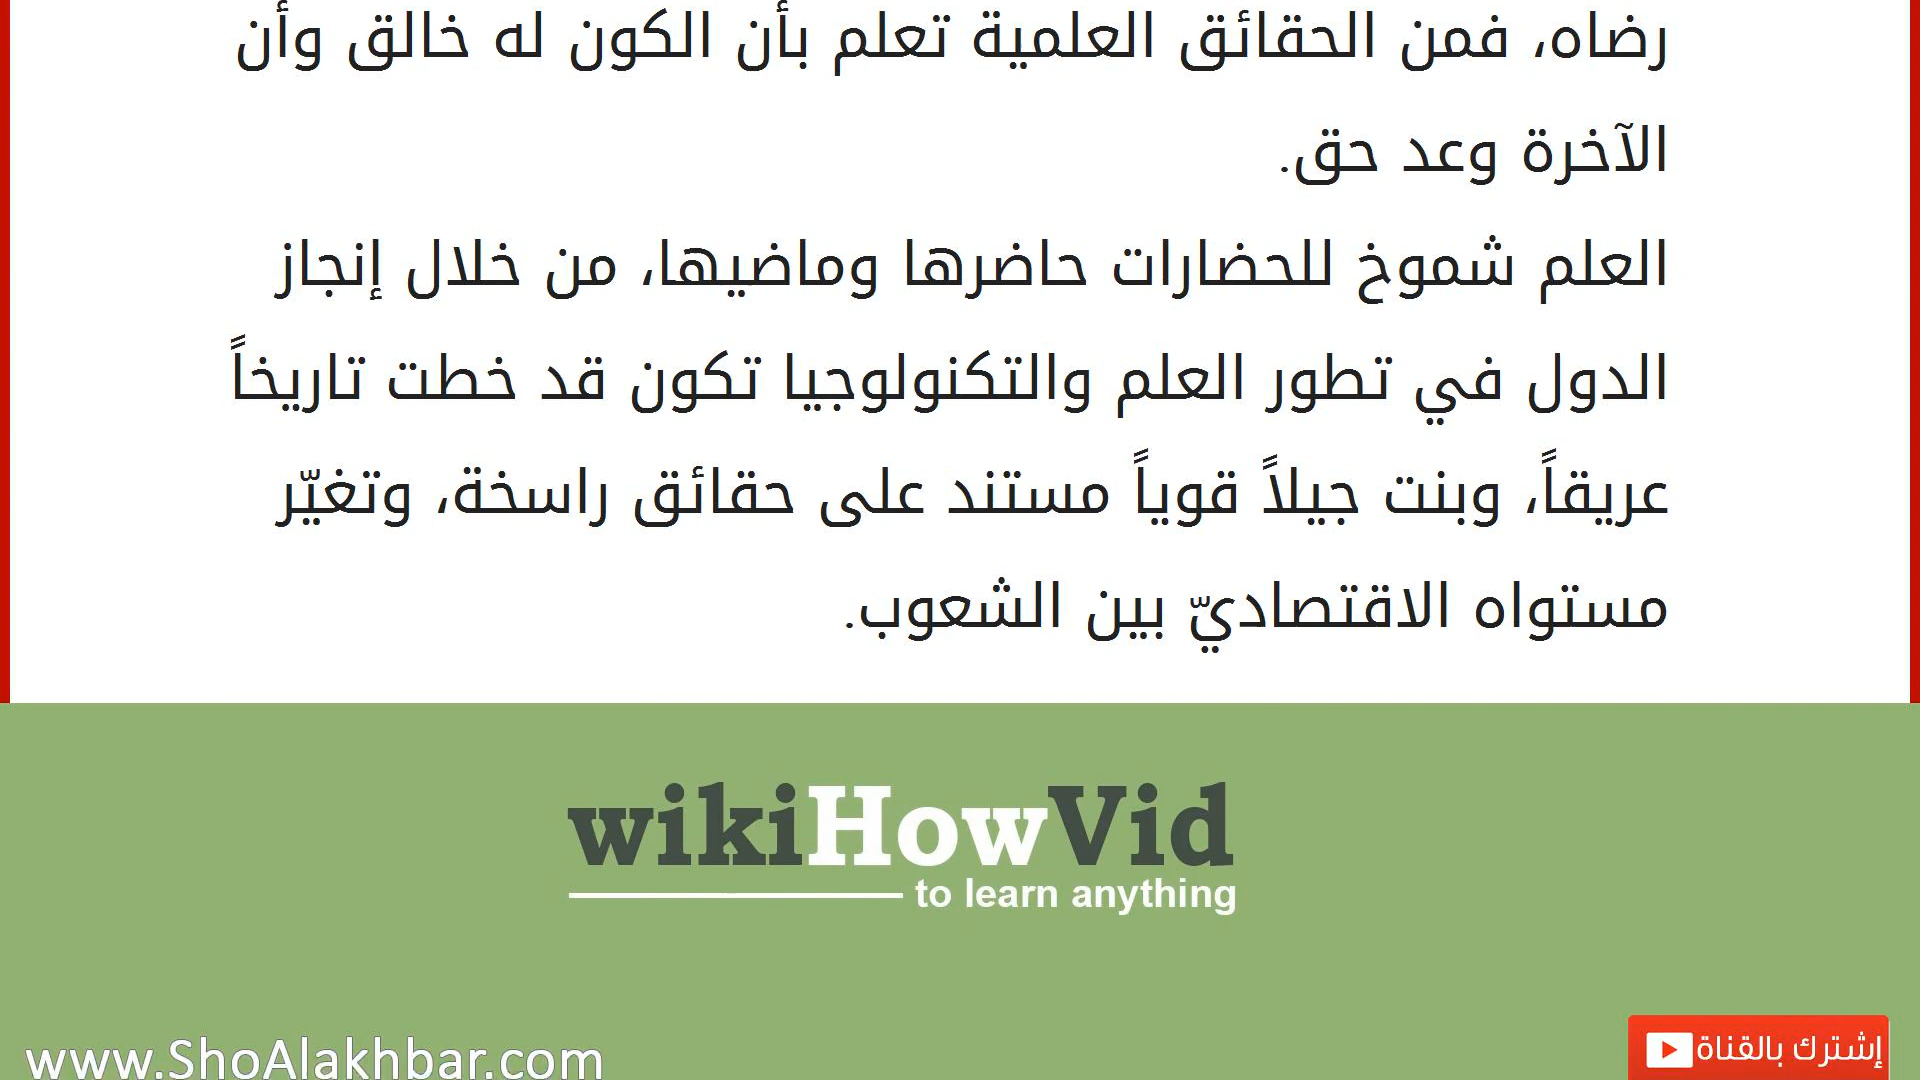 رضاه، فمن الحقائق العلمية تعلم بأن الكون له خالق وأن
الآخرة وعد حق.
العلم شموخ للحضارات حاضرها وماضيها، من خلال إنجاز
الدول في تطور العلم والتكنولوجيا تكون قد خطت تاريخاً
عريقاً، وبنت جيلاً قوياً مستند على حقائق راسخة، وتغيّر
مستواه الاقتصاديّ بين الشعوب.
wikiHowVid
to learn anything
www.ShoAlakhbar.com
إشترك بالقناة